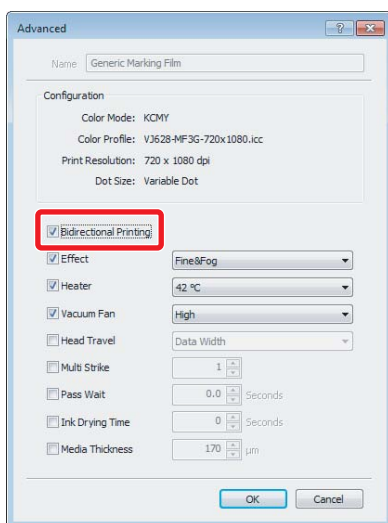 Advanced
Name Generic Marking Film
Configuration
Color Mode: KCMY
Color Profile: VJ628-MF3G-720x1080.icc
Print Resolution: 720 x 1080 dpi
Dot Size: Variable Dot
Bidirectional Printing
Effect Fine&Fog
Heater 42 °C
Vacuum Fan High
Head Travel Data Width
Multi Strike 1
Pass Wait 0.0 Seconds
Ink Drying Time 0 Seconds
Media Thickness 170 µm
OK Cancel